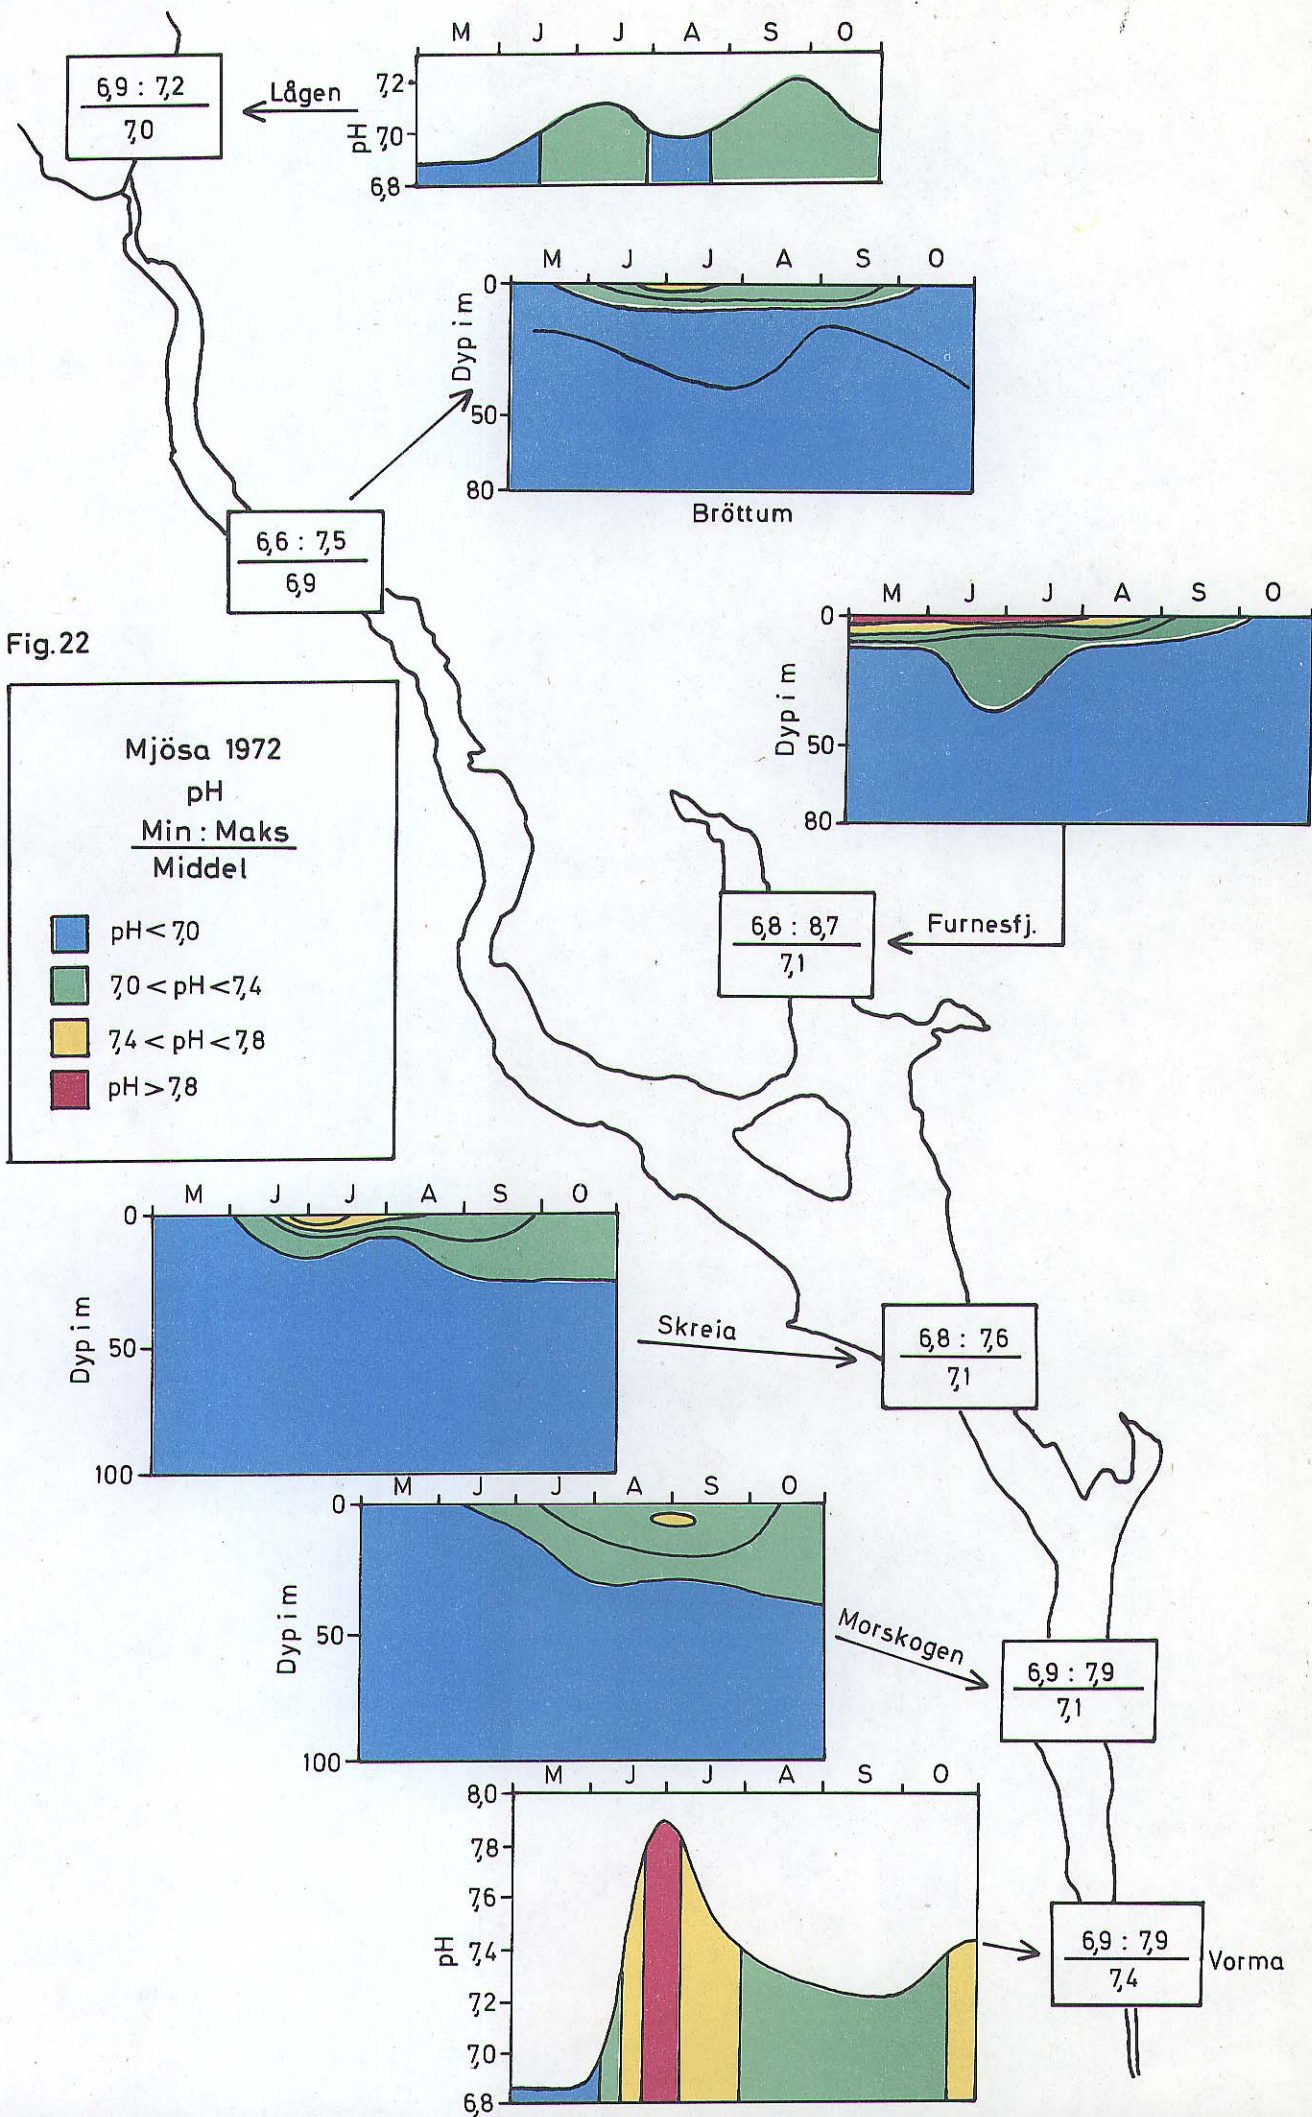 M J J A S O
6,9 : 7,2
7,0
Lågen
pH
7,2
7,0
6,8
M J J A S O
0
50
80
Dyp i m
Bröttum
6,6 : 7,5
6,9
Fig.22
M J J A S O
0
50
80
Dyp i m
Mjösa 1972
pH
Min : Maks
Middel
pH < 7,0
7,0 < pH < 7,4
7,4 < pH < 7,8
pH > 7,8
6,8 : 8,7
7,1
Furnesfj.
M J J A S O
0
50
100
Dyp i m
Skreia
6,8 : 7,6
7,1
M J J A S O
0
50
100
Dyp i m
Morskogen
6,9 : 7,9
7,1
M J J A S O
8,0
7,8
7,6
7,4
7,2
7,0
6,8
pH
6,9 : 7,9
7,4
Vorma